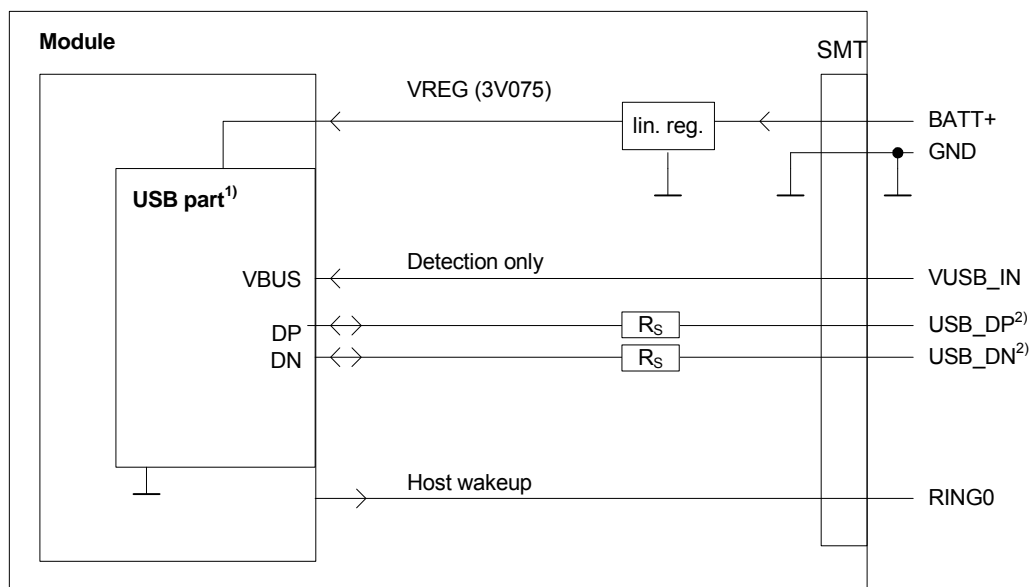 Module
SMT
VREG (3V075)
lin. reg.
BATT+
GND
USB part1)
VBUS
Detection only
VUSB_IN
DP
RS
USB_DP2)
DN
RS
USB_DN2)
Host wakeup
RING0